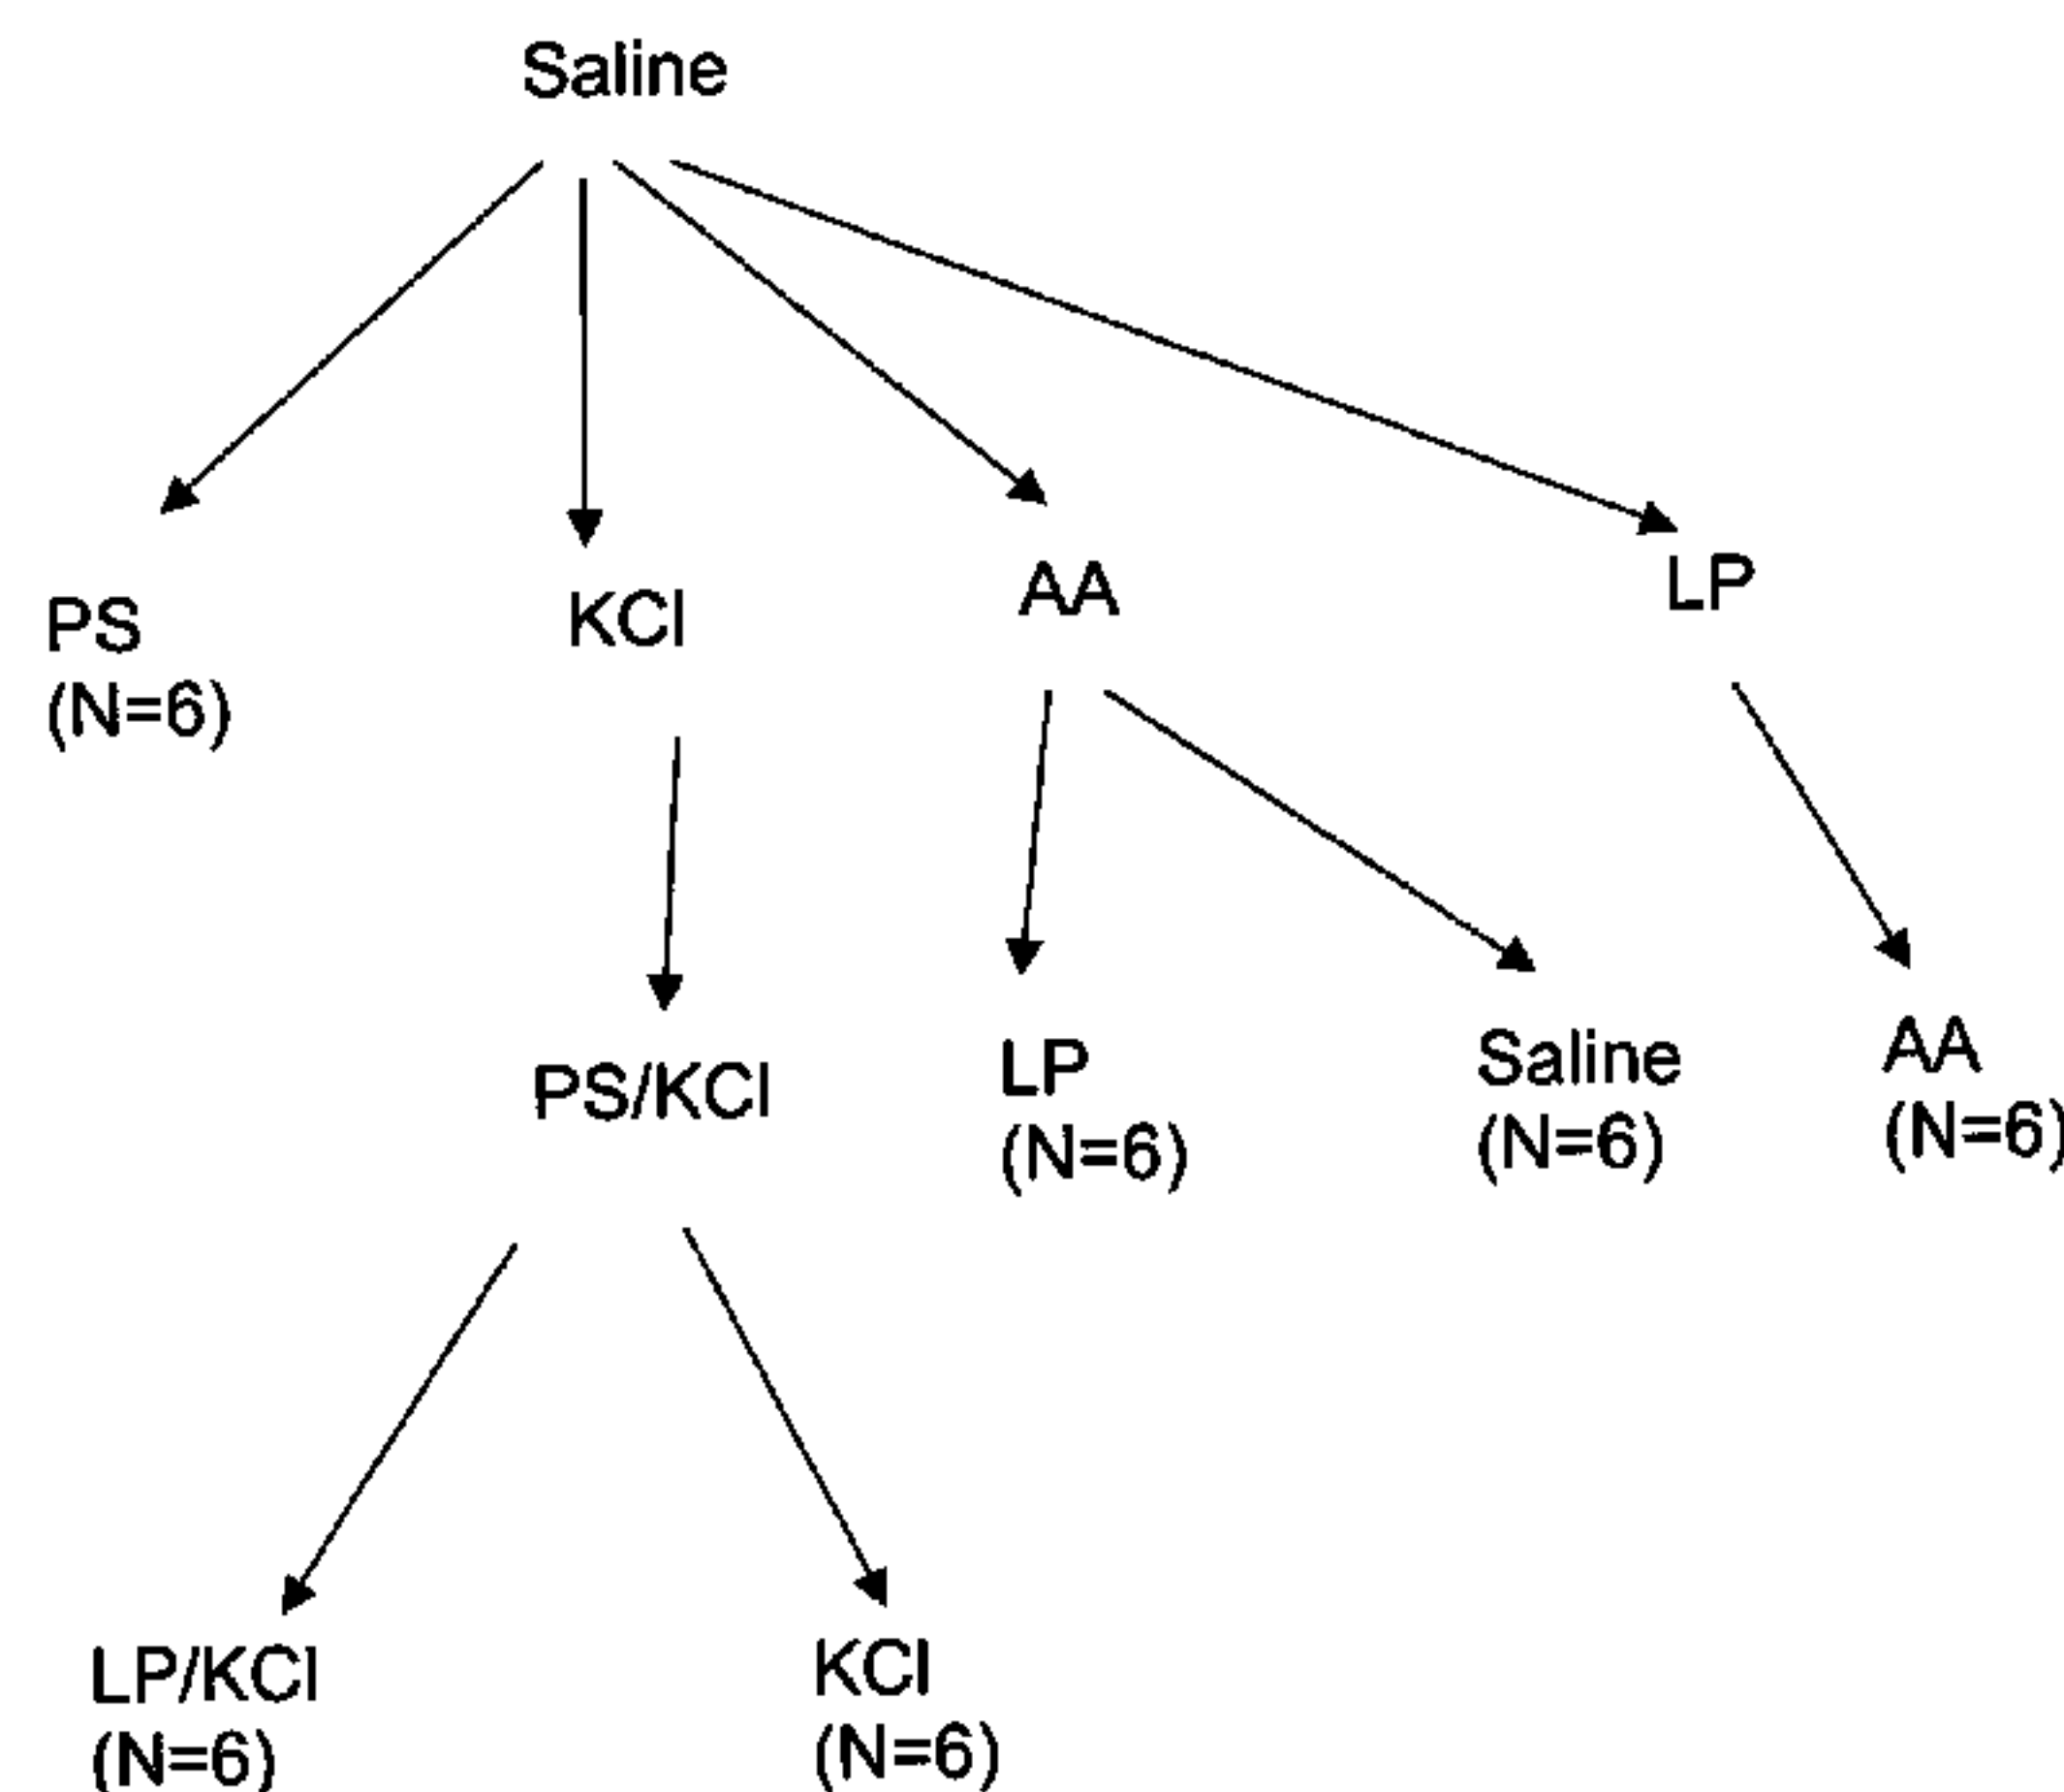 Saline
PS
(N=6)
KCl
AA
LP
PS/KCl
LP
(N=6)
Saline
(N=6)
AA
(N=6)
LP/KCl
(N=6)
KCl
(N=6)